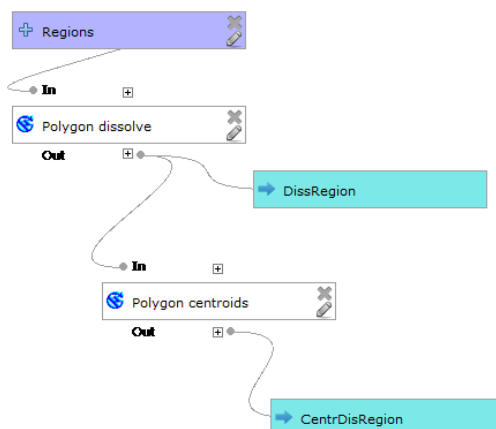 Regions
In
Polygon dissolve
Out
DissRegion
In
Polygon centroids
Out
CentrDisRegion